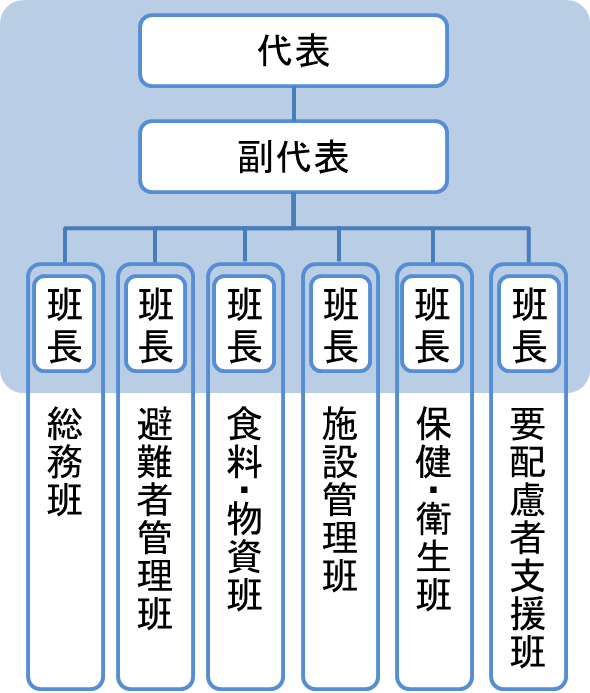 代表
副代表
班長
班長
班長
班長
班長
班長
総務班
避難者管理班
食料・物資班
施設管理班
保健・衛生班
要配慮者支援班